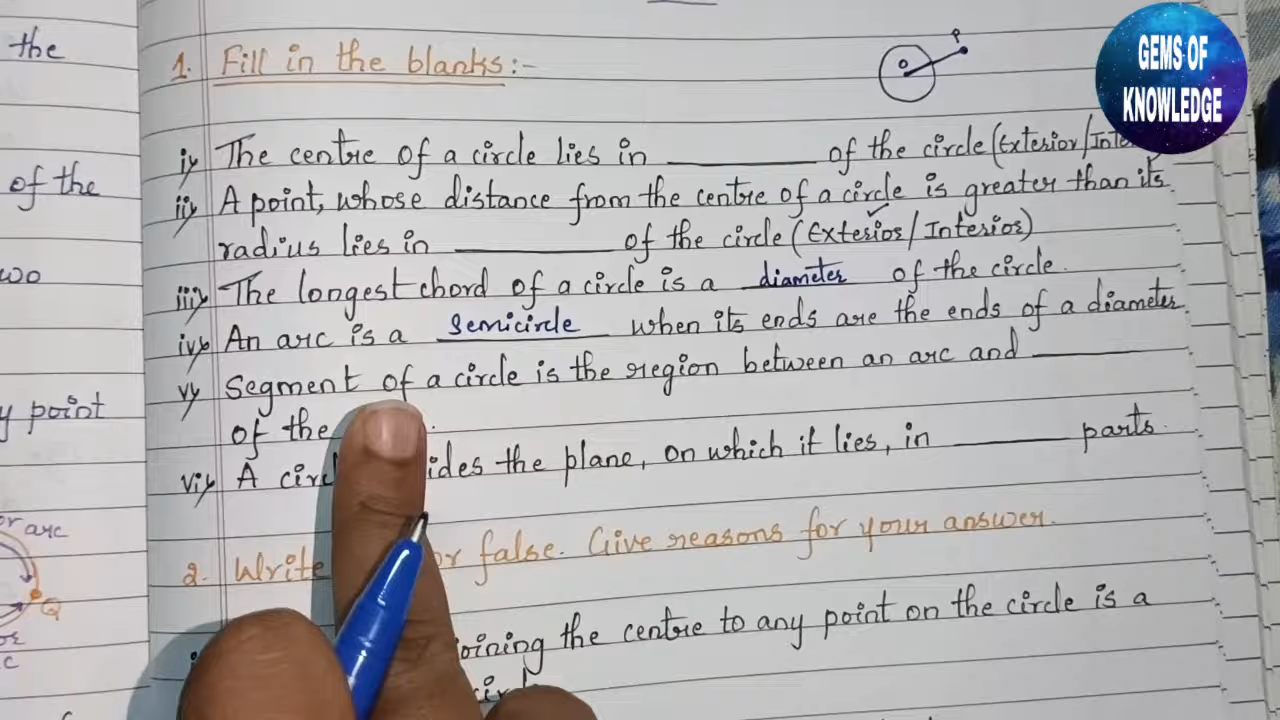 the
of the
wo
y point
or arc
Q
or
c
GEMS OF
KNOWLEDGE
P
O
1. Fill in the blanks:-
i) The centre of a circle lies in ______ of the circle (Exterior/Inte
ii) A point, whose distance from the centre of a circle is greater than its
radius lies in ______ of the circle (Exterior/Interior)
iii) The longest chord of a circle is a diameter of the circle.
iv) An arc is a semicircle when its ends are the ends of a diameter.
v) Segment of a circle is the region between an arc and ______
of the
vi) A circ ides the plane, on which it lies, in ______ parts.
2. Write or false. Give reasons for your answer.
oining the centre to any point on the circle is a
circl